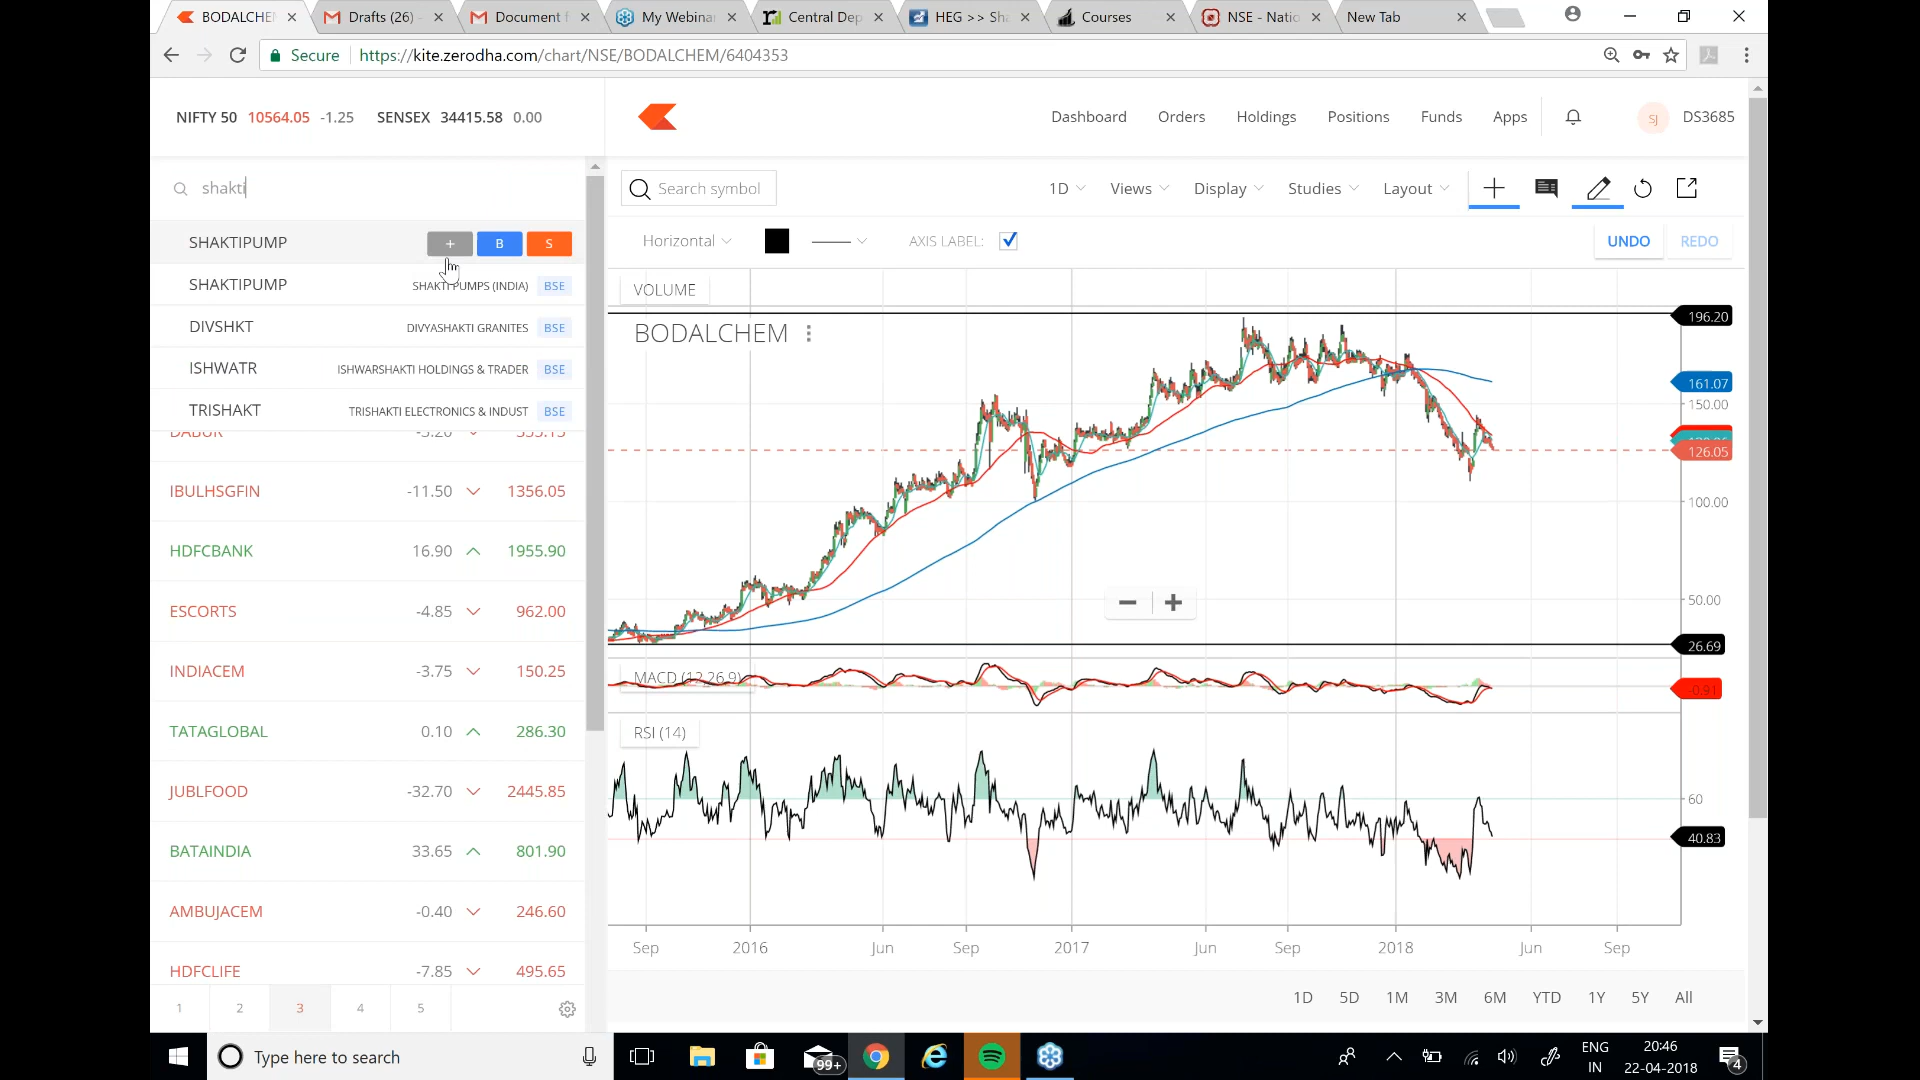 BODALCHE
Drafts (26) -
Document f
My Webina
Central Dep
HEG >> Sha
Courses
NSE - Natio
New Tab
Secure
https://kite.zerodha.com/chart/NSE/BODALCHEM/6404353
NIFTY 50 10564.05 -1.25 SENSEX 34415.58 0.00
Dashboard Orders Holdings Positions Funds Apps
SJ DS3685
shakti
Search symbol
1D Views Display Studies Layout
SHAKTIPUMP + B S
Horizontal
AXIS LABEL:
UNDO REDO
SHAKTIPUMP SHAKTI PUMPS (INDIA) BSE
DIVSHKT DIVYASHAKTI GRANITES BSE
ISHWATR ISHWARSHAKTI HOLDINGS & TRADER BSE
TRISHAKT TRISHAKTI ELECTRONICS & INDUST BSE
DABUR -3.20
IBULHSGFIN -11.50 1356.05
HDFCBANK 16.90 1955.90
ESCORTS -4.85 962.00
INDIACEM -3.75 150.25
TATAGLOBAL 0.10 286.30
JUBLFOOD -32.70 2445.85
BATAINDIA 33.65 801.90
AMBUJACEM -0.40 246.60
HDFCLIFE -7.85 495.65
1 2 3 4 5
VOLUME
BODALCHEM
196.20
161.07
150.00
126.05
100.00
50.00
26.69
MACD (12,26,9)
-0.91
RSI (14)
60
40.83
Sep 2016 Jun Sep 2017 Jun Sep 2018 Jun Sep
1D 5D 1M 3M 6M YTD 1Y 5Y All
Type here to search
99+
ENG
IN
20:46
22-04-2018
4